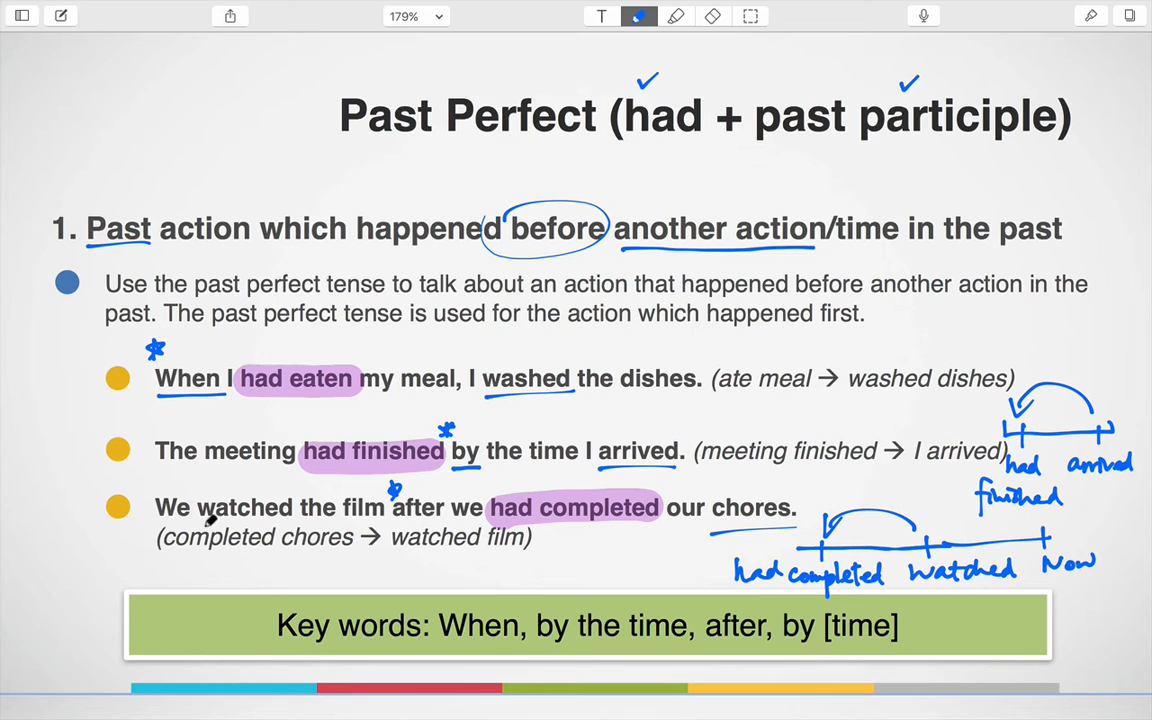 179%
T
Past Perfect (had + past participle)
1. Past action which happened before another action/time in the past
Use the past perfect tense to talk about an action that happened before another action in the
past. The past perfect tense is used for the action which happened first.
When I had eaten my meal, I washed the dishes. (ate meal → washed dishes)
The meeting had finished by the time I arrived. (meeting finished → I arrived)
had arrived
finished
We watched the film after we had completed our chores.
(completed chores → watched film)
had completed watched Now
Key words: When, by the time, after, by [time]